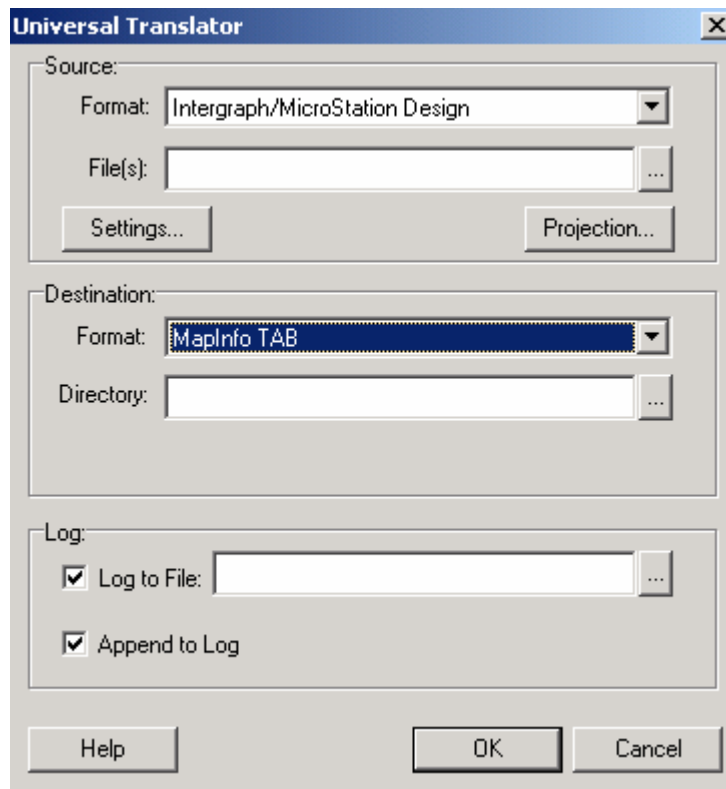 Universal Translator
Source:
Format: Intergraph/MicroStation Design
File(s): ...
Settings... Projection...
Destination:
Format: MapInfo TAB
Directory: ...
Log:
Log to File: ...
Append to Log
Help OK Cancel